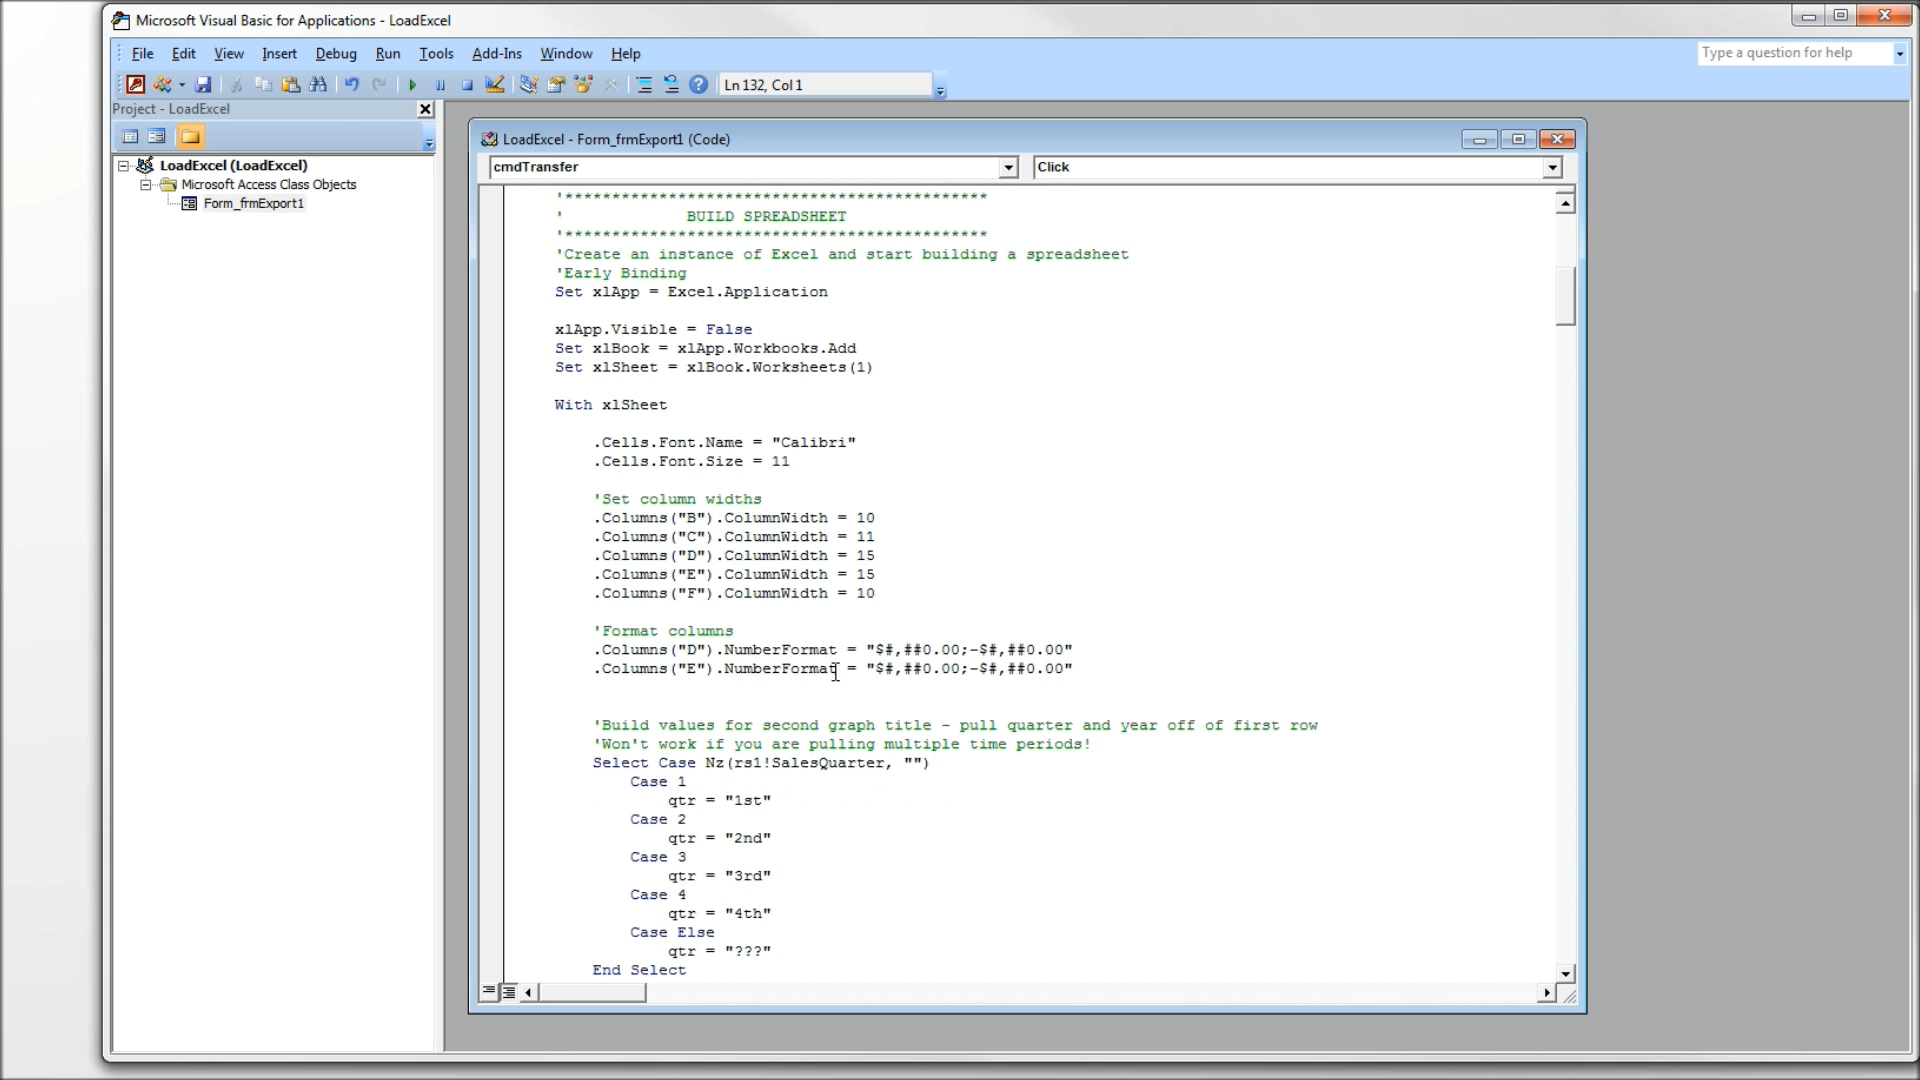 Microsoft Visual Basic for Applications - LoadExcel
File Edit View Insert Debug Run Tools Add-Ins Window Help
Type a question for help
Ln 132, Col 1
Project - LoadExcel
LoadExcel (LoadExcel)
Microsoft Access Class Objects
Form_frmExport1
LoadExcel - Form_frmExport1 (Code)
cmdTransfer
Click
'**********************************************
' BUILD SPREADSHEET
'**********************************************
'Create an instance of Excel and start building a spreadsheet
'Early Binding
Set xlApp = Excel.Application
xlApp.Visible = False
Set xlBook = xlApp.Workbooks.Add
Set xlSheet = xlBook.Worksheets(1)
With xlSheet
.Cells.Font.Name = "Calibri"
.Cells.Font.Size = 11
'Set column widths
.Columns("B").ColumnWidth = 10
.Columns("C").ColumnWidth = 11
.Columns("D").ColumnWidth = 15
.Columns("E").ColumnWidth = 15
.Columns("F").ColumnWidth = 10
'Format columns
.Columns("D").NumberFormat = "$#,##0.00;-$#,##0.00"
.Columns("E").NumberFormat = "$#,##0.00;-$#,##0.00"
'Build values for second graph title - pull quarter and year off of first row
'Won't work if you are pulling multiple time periods!
Select Case Nz(rs1!SalesQuarter, "")
Case 1
qtr = "1st"
Case 2
qtr = "2nd"
Case 3
qtr = "3rd"
Case 4
qtr = "4th"
Case Else
qtr = "???"
End Select